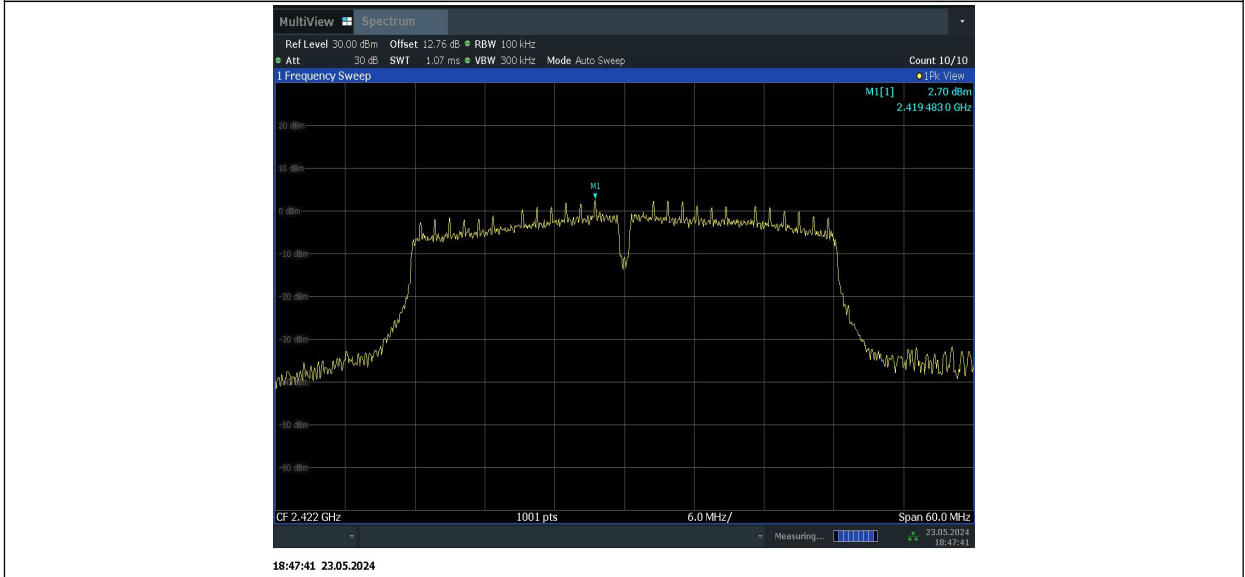 MultiView Spectrum
Ref Level 30.00 dBm Offset 12.76 dB RBW 100 kHz
Att 30 dB SWT 1.07 ms VBW 300 kHz Mode Auto Sweep Count 10/10
1 Frequency Sweep 1Pk View
M1[1] 2.70 dBm
2.419 483 0 GHz
20 dBm
10 dBm
M1
0 dBm
-10 dBm
-20 dBm
-30 dBm
-50 dBm
-60 dBm
CF 2.422 GHz 1001 pts 6.0 MHz/ Span 60.0 MHz
Measuring... 23.05.2024
18:47:41
18:47:41 23.05.2024